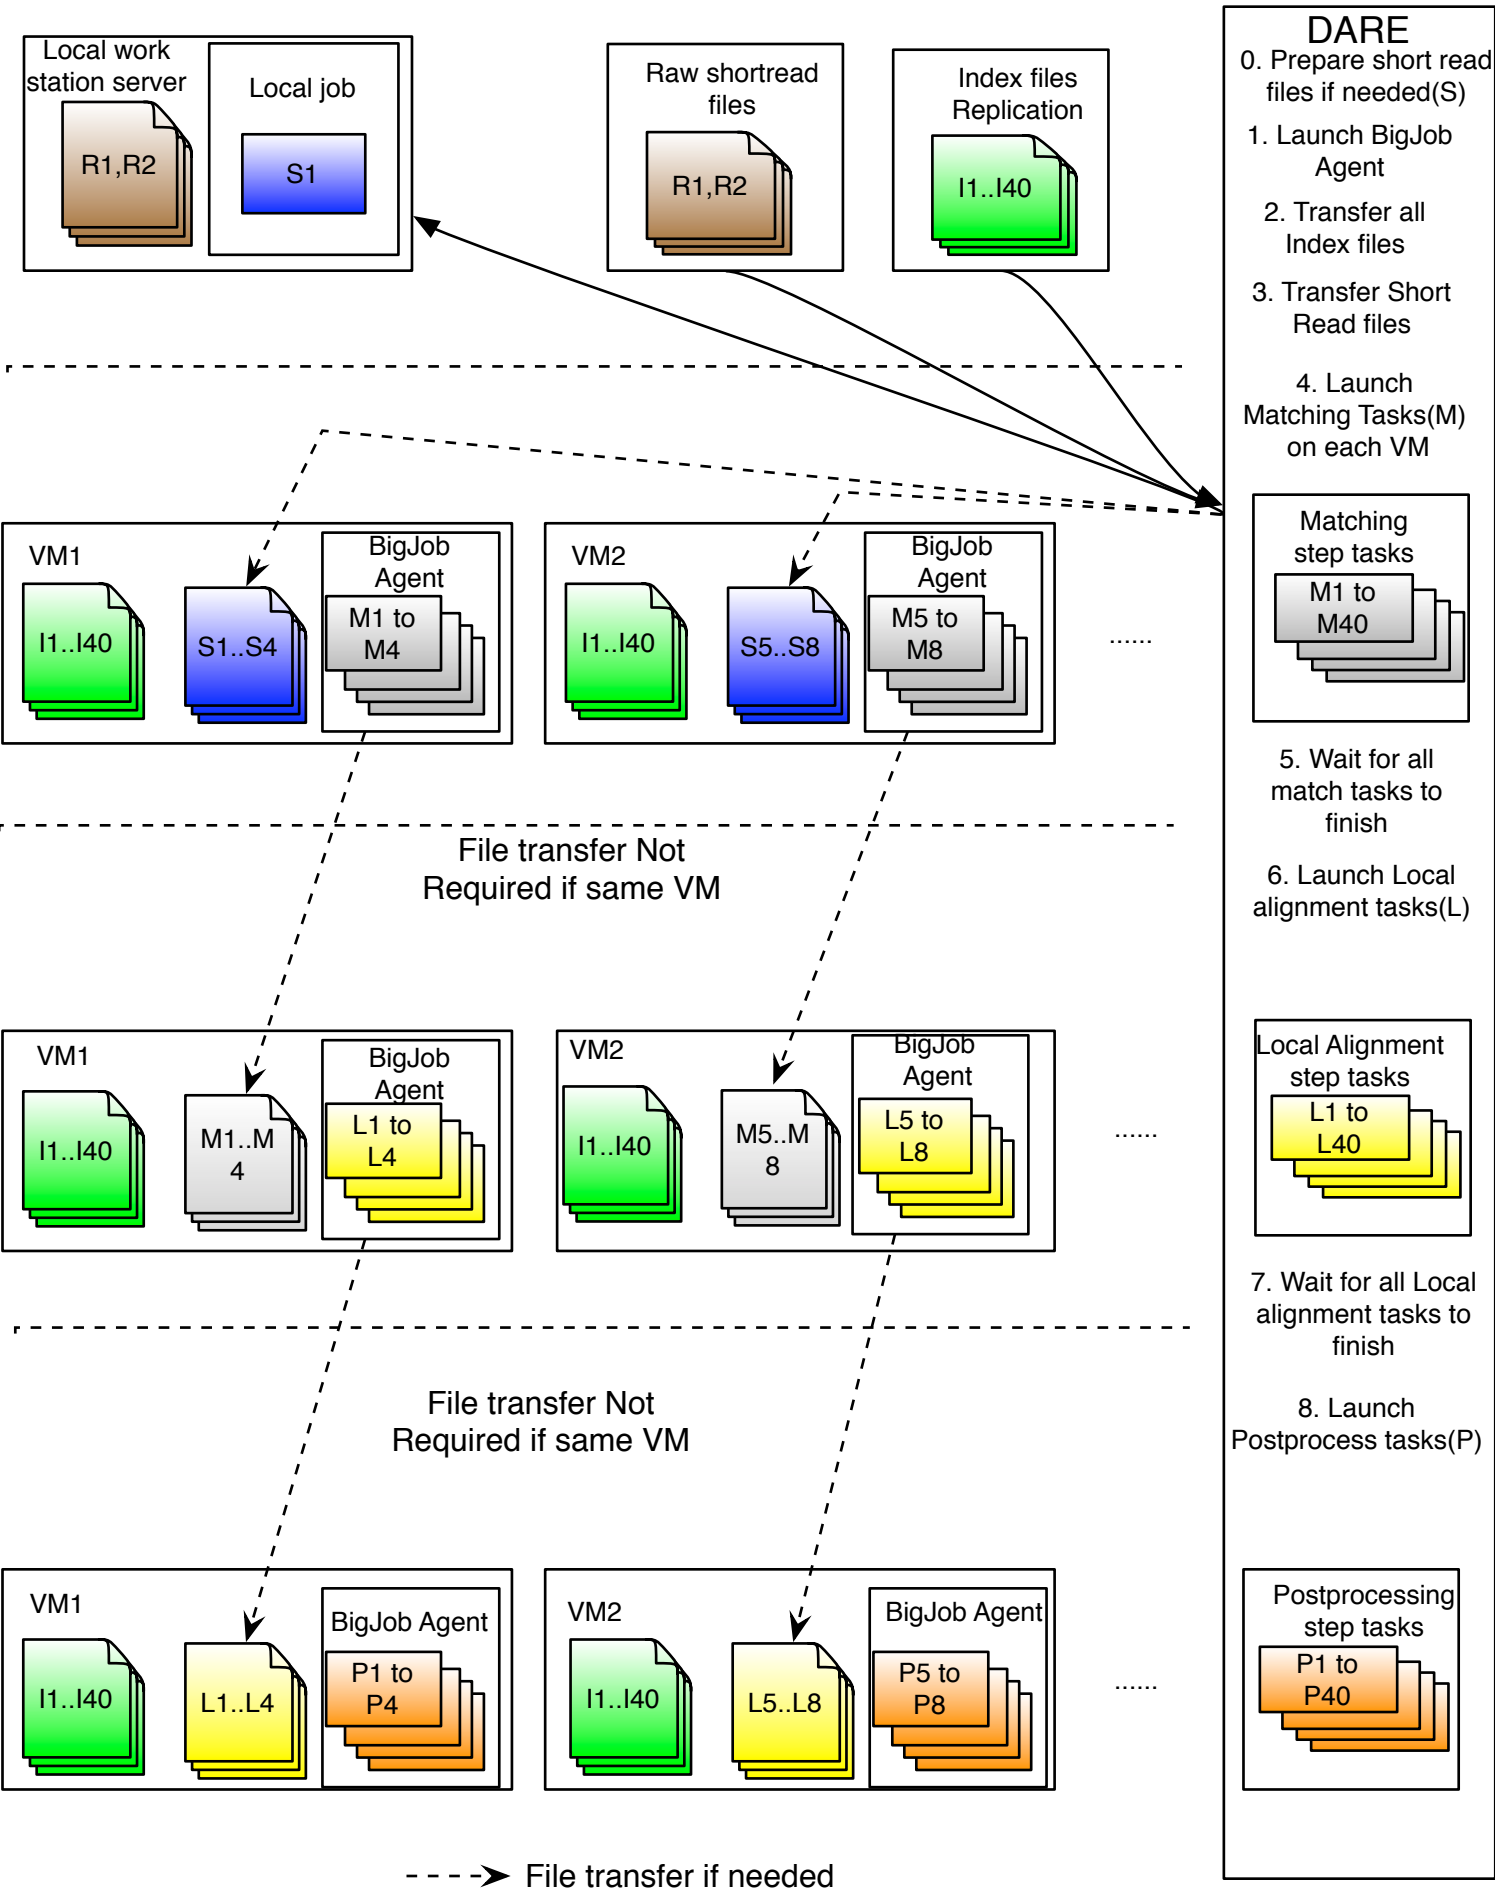 Local work
station server
R1,R2
Local job
S1
Raw shortread
files
R1,R2
Index files
Replication
I1..I40
DARE
0. Prepare short read
files if needed(S)
1. Launch BigJob
Agent
2. Transfer all
Index files
3. Transfer Short
Read files
4. Launch
Matching Tasks(M)
on each VM
VM1
I1..I40
S1..S4
BigJob
Agent
M1 to
M4
VM2
I1..I40
S5..S8
BigJob
Agent
M5 to
M8
......
Matching
step tasks
M1 to
M40
5. Wait for all
match tasks to
finish
File transfer Not
Required if same VM
6. Launch Local
alignment tasks(L)
VM1
I1..I40
M1..M
4
BigJob
Agent
L1 to
L4
VM2
I1..I40
M5..M
8
BigJob
Agent
L5 to
L8
......
Local Alignment
step tasks
L1 to
L40
7. Wait for all Local
alignment tasks to
finish
File transfer Not
Required if same VM
8. Launch
Postprocess tasks(P)
VM1
I1..I40
L1..L4
BigJob Agent
P1 to
P4
VM2
I1..I40
L5..L8
BigJob Agent
P5 to
P8
......
Postprocessing
step tasks
P1 to
P40
File transfer if needed